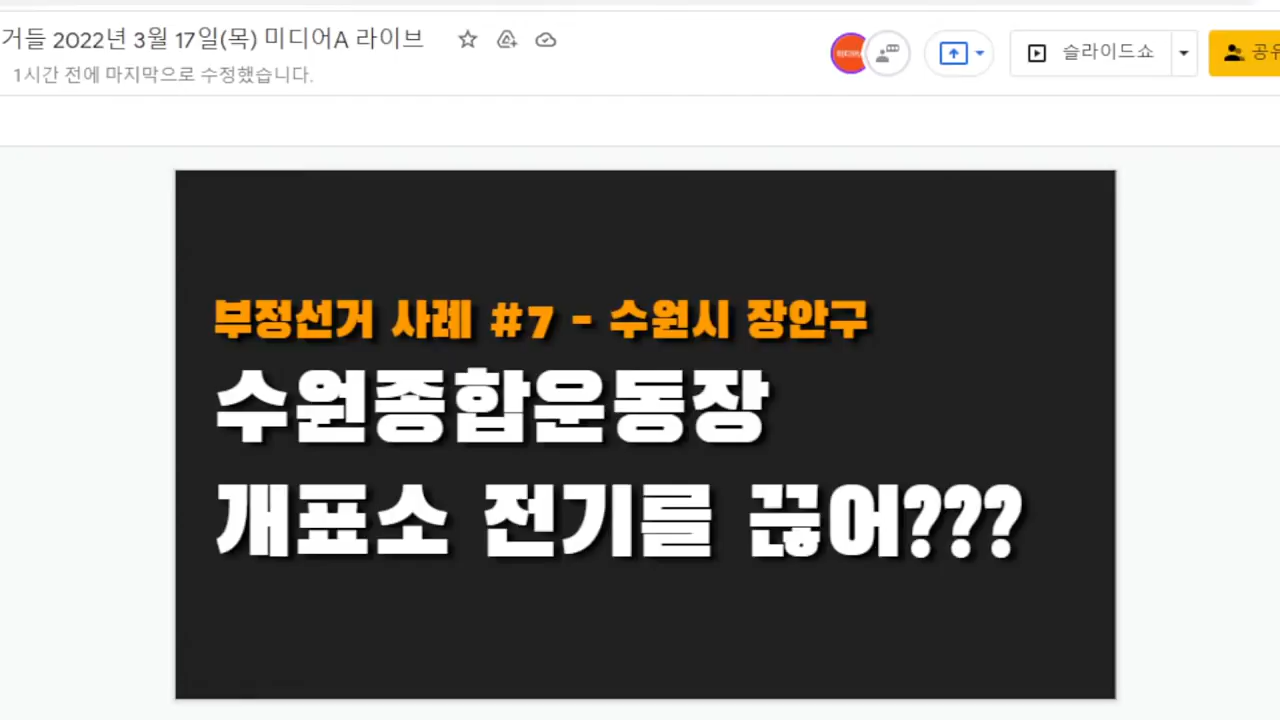 거들 2022년 3월 17일(목) 미디어A 라이브
1시간 전에 마지막으로 수정했습니다.
슬라이드쇼
공유
부정선거 사례 #7 - 수원시 장안구
수원종합운동장
개표소 전기를 끊어???